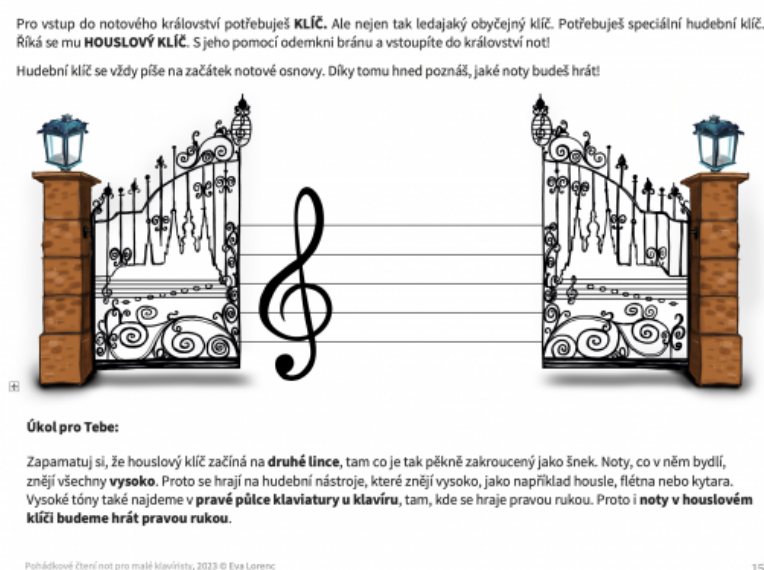 Pro vstup do notového království potřebuješ KLÍČ. Ale nejen tak ledajaký obyčejný klíč. Potřebuješ speciální hudební klíč.
Říká se mu HOUSLOVÝ KLÍČ. S jeho pomocí odemkni bránu a vstoupíte do království not!
Hudební klíč se vždy píše na začátek notové osnovy. Díky tomu hned poznáš, jaké noty budeš hrát!
Úkol pro Tebe:
Zapamatuj si, že houslový klíč začíná na druhé lince, tam co je tak pěkně zakroucený jako šnek. Noty, co v něm bydlí,
znějí všechny vysoko. Proto se hrají na hudební nástroje, které znějí vysoko, jako například housle, flétna nebo kytara.
Vysoké tóny také najdeme v pravé půlce klaviatury u klavíru, tam, kde se hraje pravou rukou. Proto i noty v houslovém
klíči budeme hrát pravou rukou.
Pohádkové čtení not pro malé klavíristy, 2023 © Eva Lorenc
15